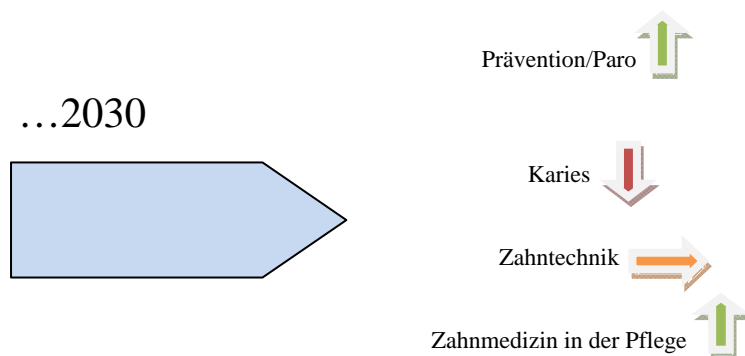 Prävention/Paro
…2030
Karies
Zahntechnik
Zahnmedizin in der Pflege